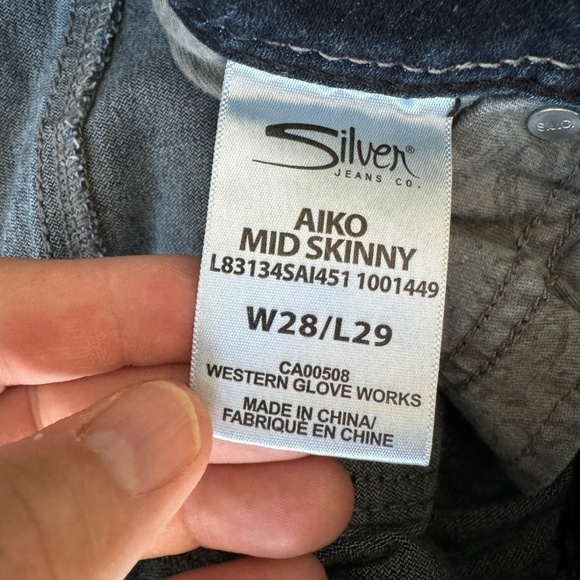 Silver®
JEANS CO.
AIKO
MID SKINNY
L83134SAI451 1001449
W28/L29
CA00508
WESTERN GLOVE WORKS
MADE IN CHINA/
FABRIQUÉ EN CHINE